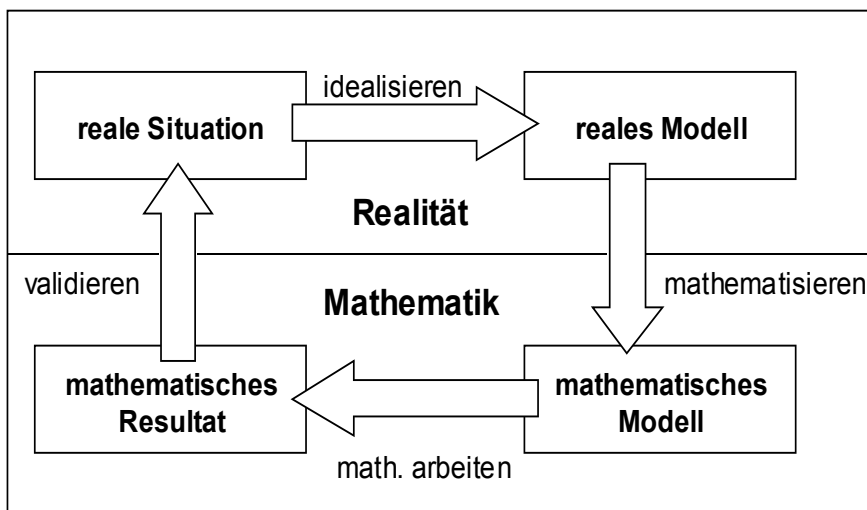 idealisieren
reale Situation
reales Modell
Realität
validieren
mathematisieren
Mathematik
mathematisches
Resultat
mathematisches
Modell
math. arbeiten